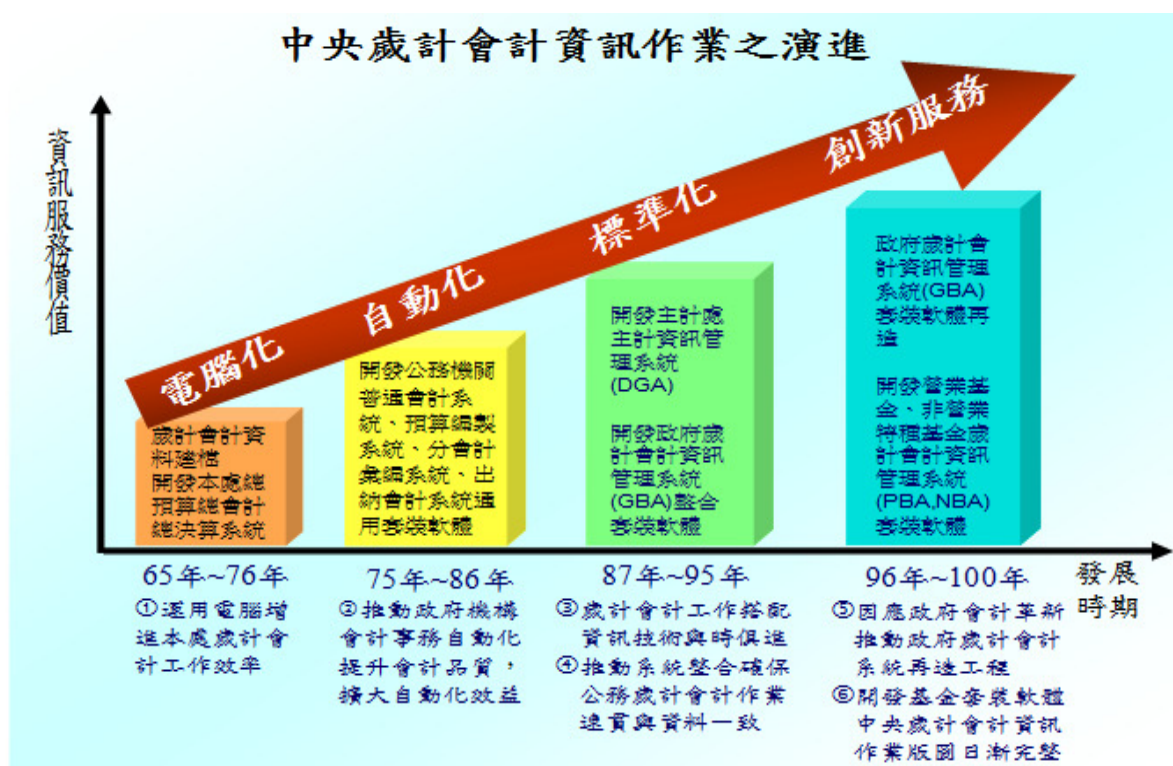 中央歲計會計資訊作業之演進
資訊服務價值
電腦化
自動化
標準化
創新服務
歲計會計資
料建檔
開發本處總
預算總會計
總決算系統
開發公務機關
普通會計系
統、預算編製
系統、分會計
彙編系統、出
納會計系統通
用套裝軟體
開發主計處
主計資訊管
理系統
(DGA)
開發政府歲
計會計資訊
管理系統
(GBA)整合
套裝軟體
政府歲計會
計資訊管理
系統(GBA)
套裝軟體再
造
開發營業基
金、非營業
特種基金歲
計會計資訊
管理系統
(PBA,NBA)
套裝軟體
65年~76年
①運用電腦增
進本處歲計會
計工作效率
75年~86年
②推動政府機構
會計事務自動化
提升會計品質，
擴大自動化效益
87年~95年
③歲計會計工作搭配
資訊技術與時俱進
④推動系統整合確保
公務歲計會計作業
連貫與資料一致
96年~100年
⑤因應政府會計革新
推動政府歲計會計
系統再造工程
⑥開發基金套裝軟體
中央歲計會計資訊
作業版圖日漸完整
發展
時期